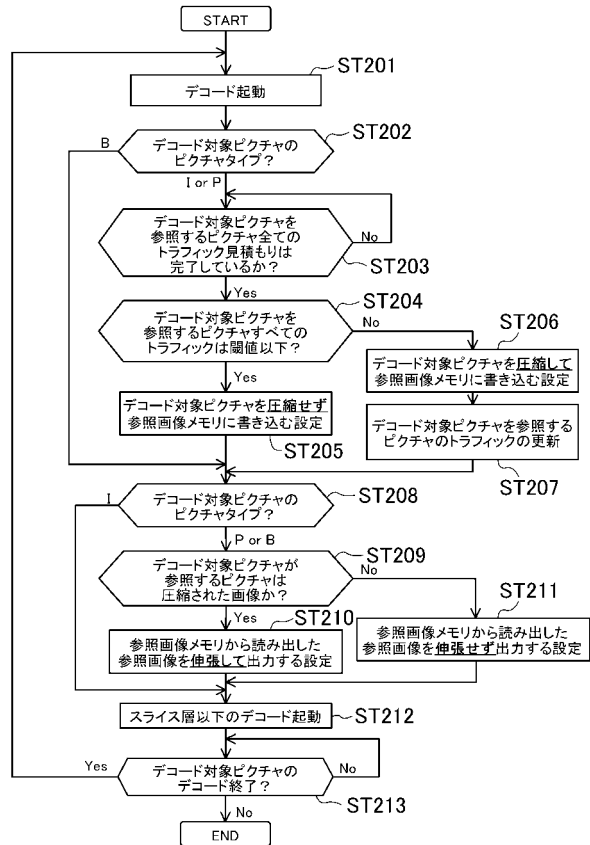 START
ST201
デコード起動
ST202
デコード対象ピクチャの
ピクチャタイプ?
B
I or P
デコード対象ピクチャを
参照するピクチャ全ての
トラフィック見積もりは
完了しているか?
No
ST203
Yes
ST204
デコード対象ピクチャを
参照するピクチャすべての
トラフィックは閾値以下?
No
ST206
デコード対象ピクチャを圧縮して
参照画像メモリに書き込む設定
Yes
デコード対象ピクチャを圧縮せず
参照画像メモリに書き込む設定
ST205
デコード対象ピクチャを参照する
ピクチャのトラフィックの更新
ST207
ST208
I
デコード対象ピクチャの
ピクチャタイプ?
P or B
ST209
デコード対象ピクチャが
参照するピクチャは
圧縮された画像か?
No
ST211
Yes
ST210
参照画像メモリから読み出した
参照画像を伸張して出力する設定
参照画像メモリから読み出した
参照画像を伸張せず出力する設定
スライス層以下のデコード起動
ST212
Yes
デコード対象ピクチャの
デコード終了?
No
ST213
No
END